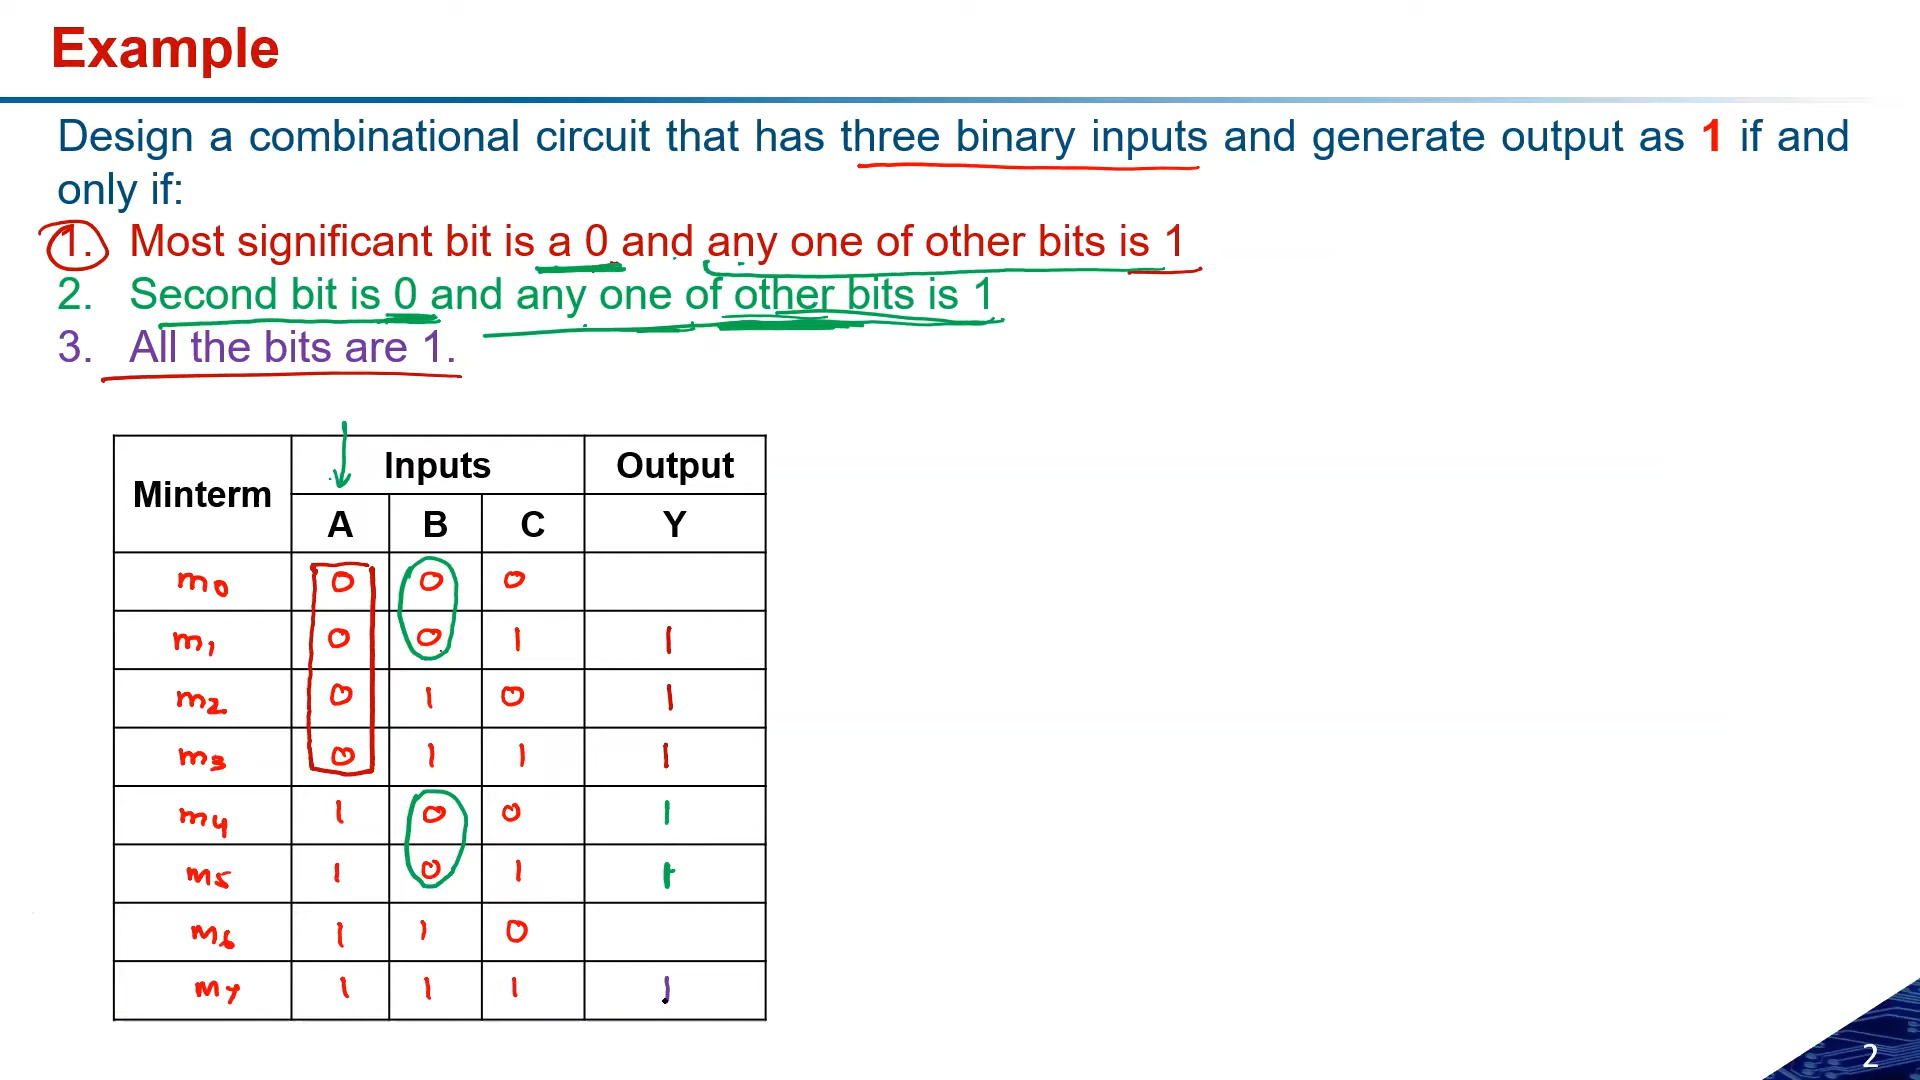 Example
Design a combinational circuit that has three binary inputs and generate output as 1 if and
only if:
1. Most significant bit is a 0 and any one of other bits is 1
2. Second bit is 0 and any one of other bits is 1
3. All the bits are 1.
Minterm Inputs Output
A B C Y
m0 0 0 0
m1 0 0 1 1
m2 0 1 0 1
m3 0 1 1 1
m4 1 0 0 1
m5 1 0 1 1
m6 1 1 0
m7 1 1 1 1
2